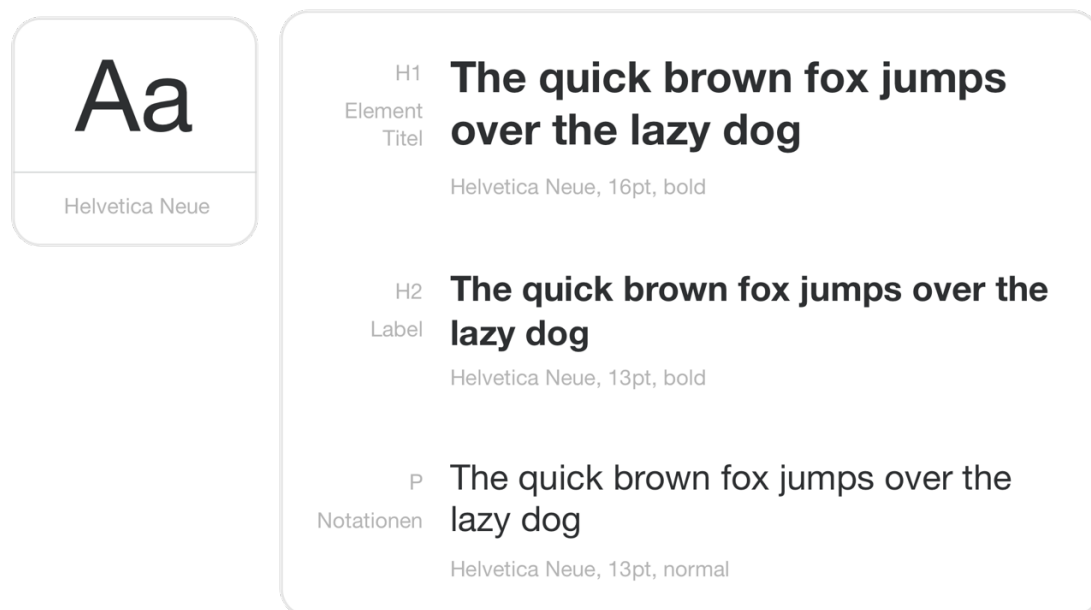 Aa
Helvetica Neue
H1
Element
Titel
The quick brown fox jumps
over the lazy dog
Helvetica Neue, 16pt, bold
H2
Label
The quick brown fox jumps over the
lazy dog
Helvetica Neue, 13pt, bold
P
Notationen
The quick brown fox jumps over the
lazy dog
Helvetica Neue, 13pt, normal